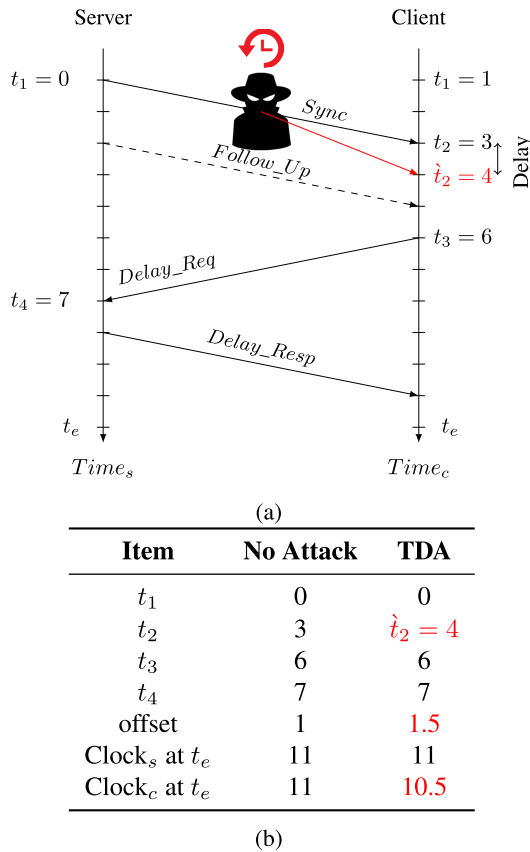 Server Client
t₁ = 0 t₁ = 1
Sync
t₂ = 3
Follow_Up
t̀₂ = 4
Delay
t₃ = 6
Delay_Req
t₄ = 7
Delay_Resp
tₑ tₑ
Timeₛ Time꜀
(a)
Item No Attack TDA
t₁ 0 0
t₂ 3 t̀₂ = 4
t₃ 6 6
t₄ 7 7
offset 1 1.5
Clockₛ at tₑ 11 11
Clock꜀ at tₑ 11 10.5
(b)